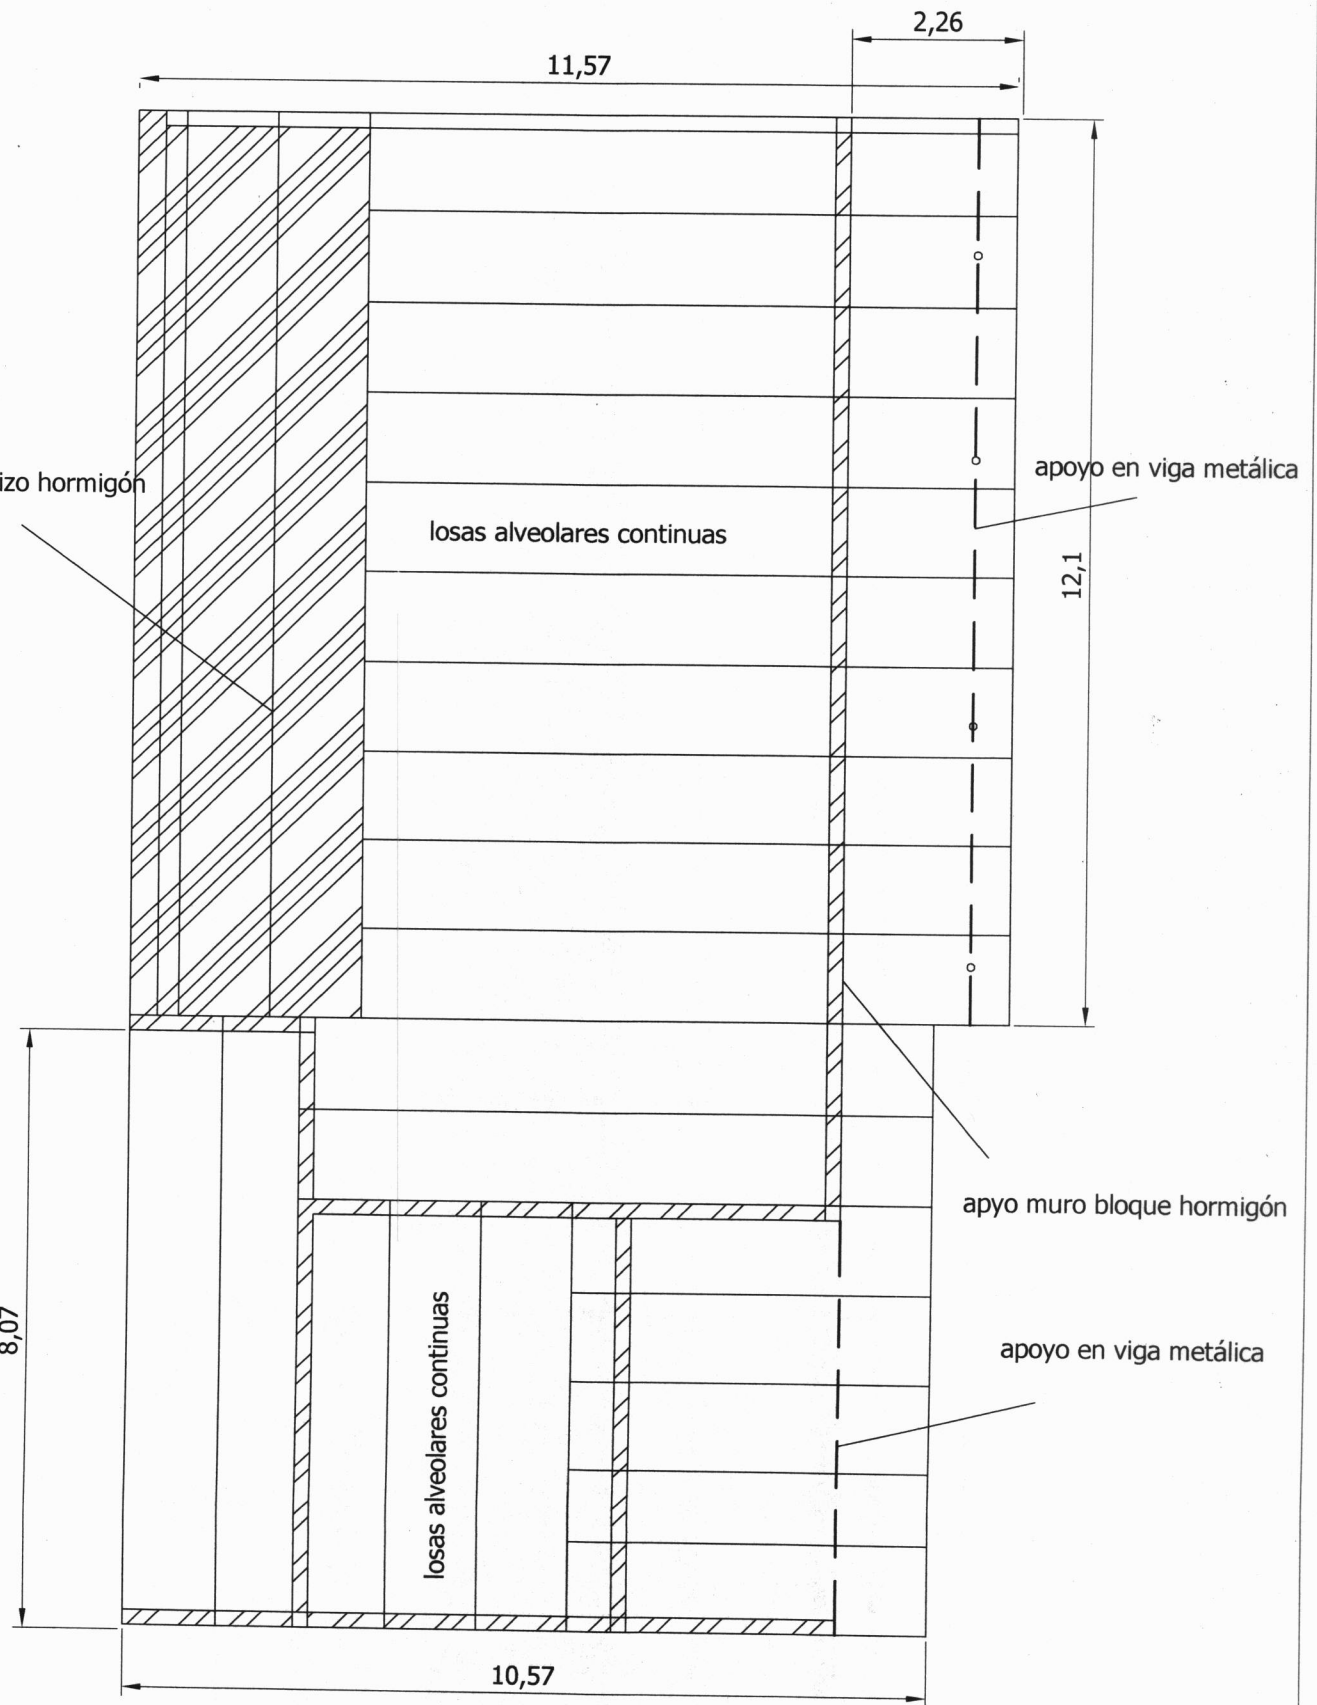 2,26
11,57
izo hormigón
apoyo en viga metálica
losas alveolares continuas
12,1
apyo muro bloque hormigón
8,07
losas alveolares continuas
apoyo en viga metálica
10,57